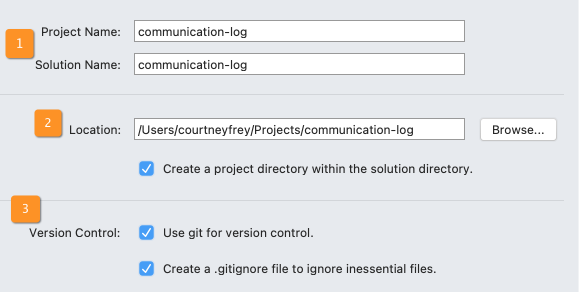 1
Project Name: communication-log
Solution Name: communication-log
2
Location: /Users/courtneyfrey/Projects/communication-log Browse...
Create a project directory within the solution directory.
3
Version Control: Use git for version control.
Create a .gitignore file to ignore inessential files.